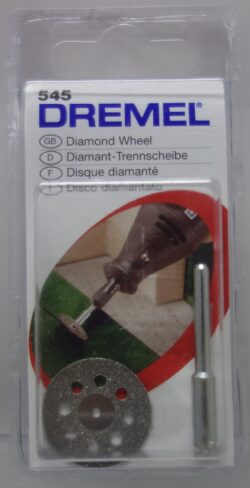 545
DREMEL®
GB Diamond Wheel
D Diamant-Trennscheibe
F Disque diamanté
I Disco diamantato